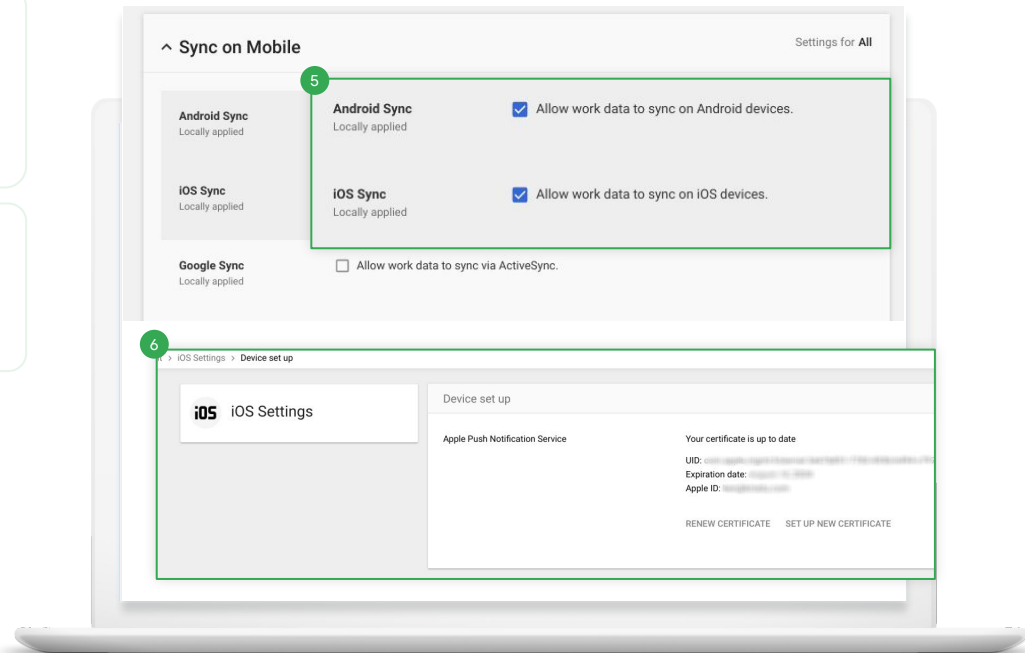 Sync on Mobile
Settings for All
5
Android Sync
Locally applied
Android Sync
Locally applied
Allow work data to sync on Android devices.
iOS Sync
Locally applied
iOS Sync
Locally applied
Allow work data to sync on iOS devices.
Google Sync
Locally applied
Allow work data to sync via ActiveSync.
6
> iOS Settings > Device set up
iOS iOS Settings
Device set up
Apple Push Notification Service
Your certificate is up to date
UID:
Expiration date:
Apple ID:
RENEW CERTIFICATE SET UP NEW CERTIFICATE